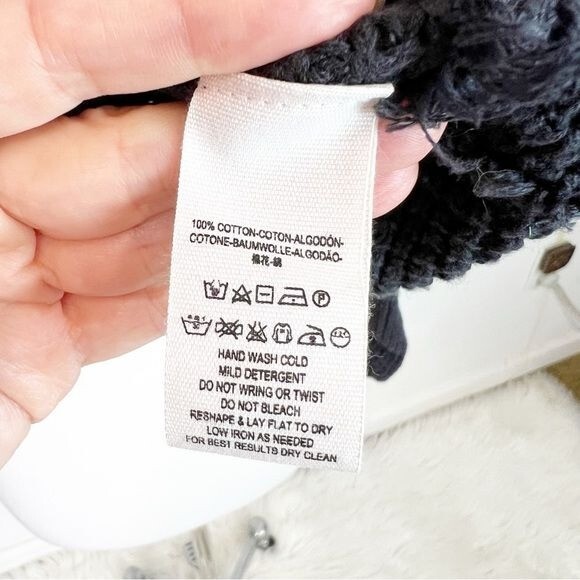 100% COTTON-COTON-ALGODÓN-
COTONE-BAUMWOLLE-ALGODÃO-
棉花-綿
HAND WASH COLD
MILD DETERGENT
DO NOT WRING OR TWIST
DO NOT BLEACH
RESHAPE & LAY FLAT TO DRY
LOW IRON AS NEEDED
FOR BEST RESULTS DRY CLEAN